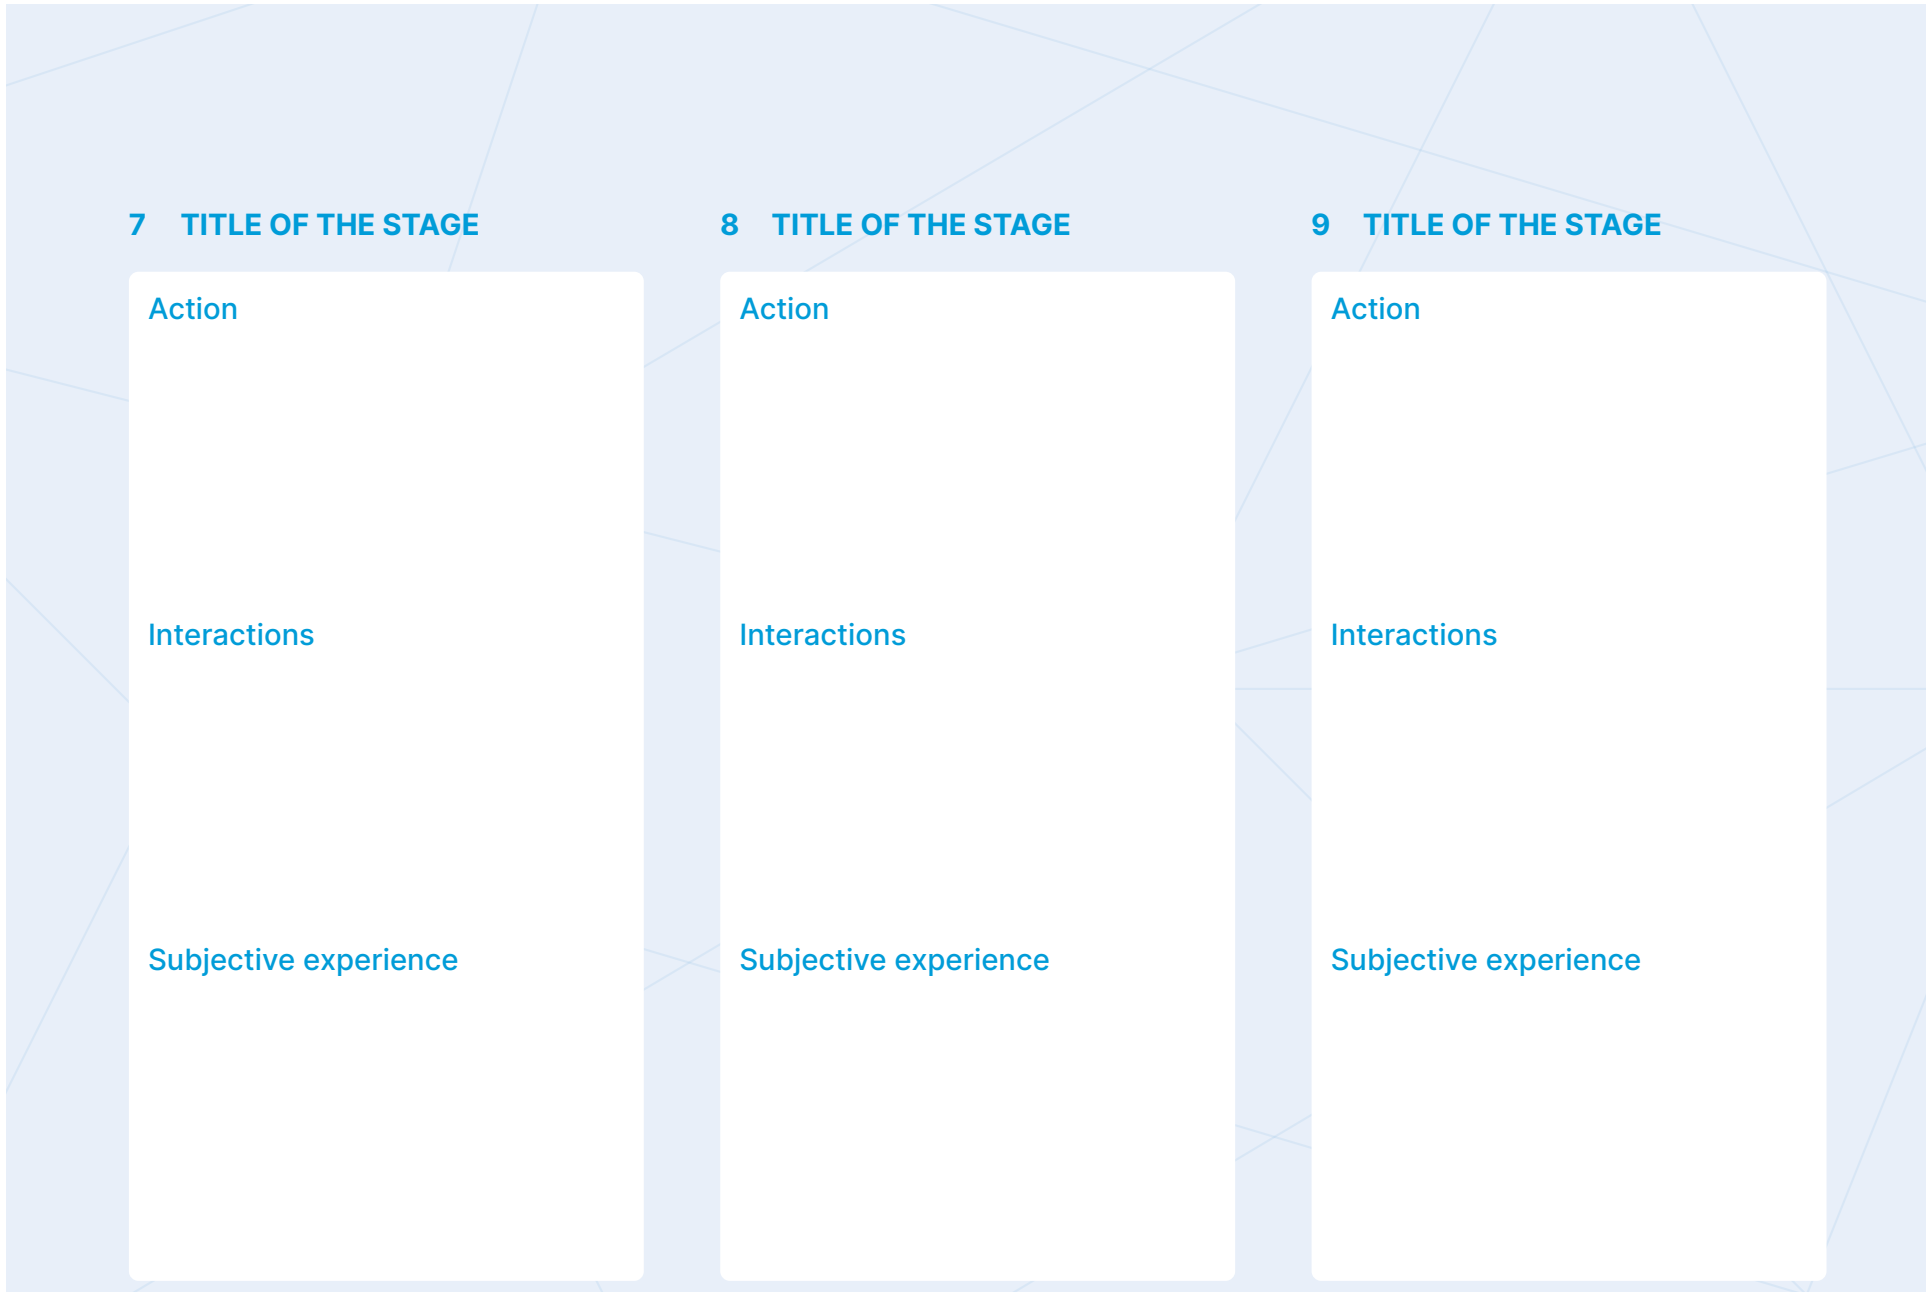 7 TITLE OF THE STAGE
Action
Interactions
Subjective experience
8 TITLE OF THE STAGE
Action
Interactions
Subjective experience
9 TITLE OF THE STAGE
Action
Interactions
Subjective experience